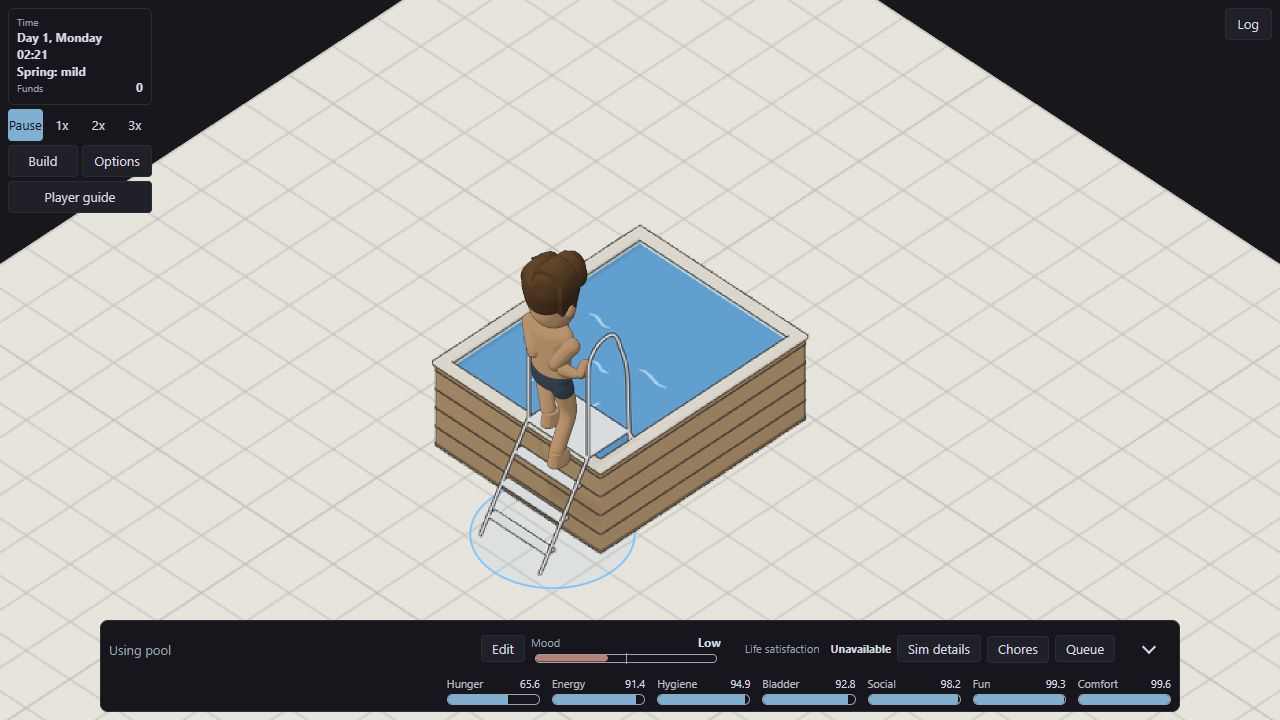 Time
Day 1, Monday
02:21
Spring: mild
Funds 0
Pause 1x 2x 3x
Build Options
Player guide
Log
Using pool
Edit
Mood Low
Life satisfaction Unavailable
Sim details
Chores
Queue
Hunger 65.6
Energy 91.4
Hygiene 94.9
Bladder 92.8
Social 98.2
Fun 99.3
Comfort 99.6